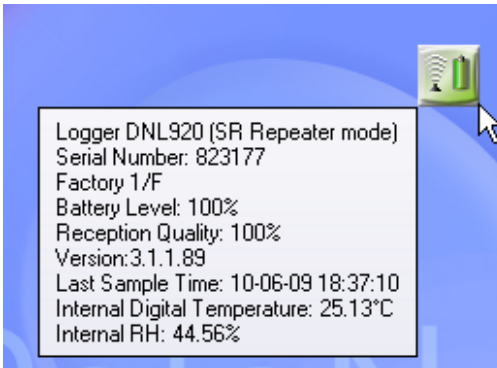 Logger DNL920 (SR Repeater mode)
Serial Number: 823177
Factory 1/F
Battery Level: 100%
Reception Quality: 100%
Version:3.1.1.89
Last Sample Time: 10-06-09 18:37:10
Internal Digital Temperature: 25.13°C
Internal RH: 44.56%